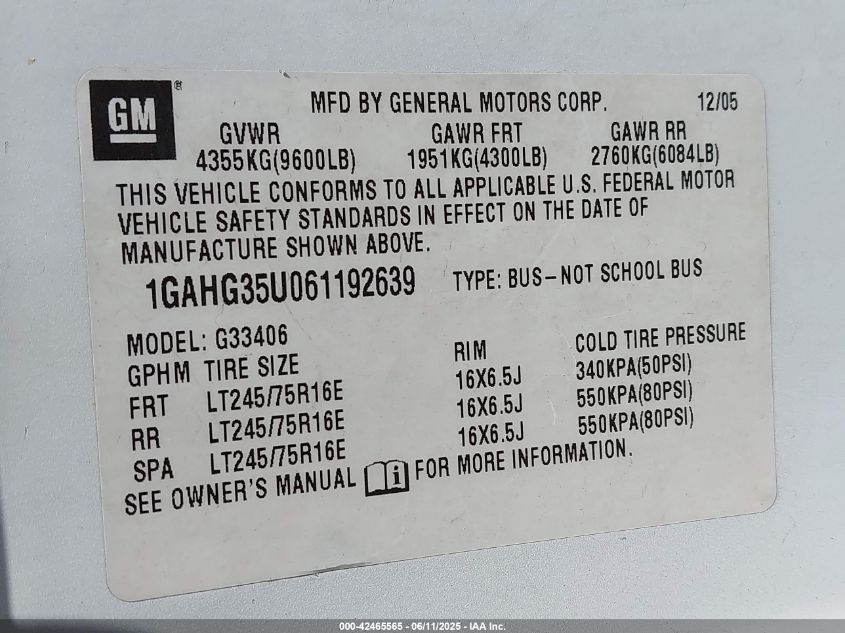 GM ® MFD BY GENERAL MOTORS CORP. 12/05
GVWR GAWR FRT GAWR RR
4355KG(9600LB) 1951KG(4300LB) 2760KG(6084LB)
THIS VEHICLE CONFORMS TO ALL APPLICABLE U.S. FEDERAL MOTOR
VEHICLE SAFETY STANDARDS IN EFFECT ON THE DATE OF
MANUFACTURE SHOWN ABOVE.
1GAHG35U061192639 TYPE: BUS-NOT SCHOOL BUS
MODEL: G33406
GPHM TIRE SIZE RIM COLD TIRE PRESSURE
FRT LT245/75R16E 16X6.5J 340KPA(50PSI)
RR LT245/75R16E 16X6.5J 550KPA(80PSI)
SPA LT245/75R16E 16X6.5J 550KPA(80PSI)
SEE OWNER'S MANUAL i FOR MORE INFORMATION.
000-42465565 - 06/11/2025 - IAA Inc.